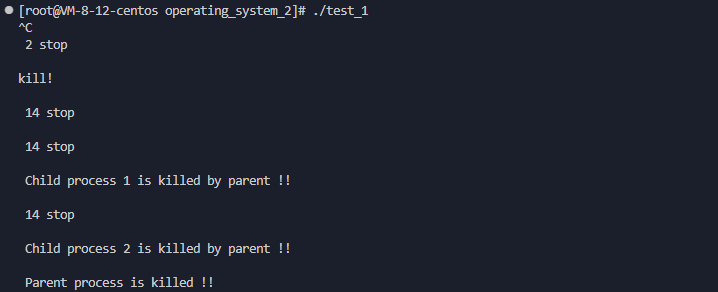 [root@VM-8-12-centos operating_system_2]# ./test_1
^C
2 stop
kill!
14 stop
14 stop
Child process 1 is killed by parent !!
14 stop
Child process 2 is killed by parent !!
Parent process is killed !!